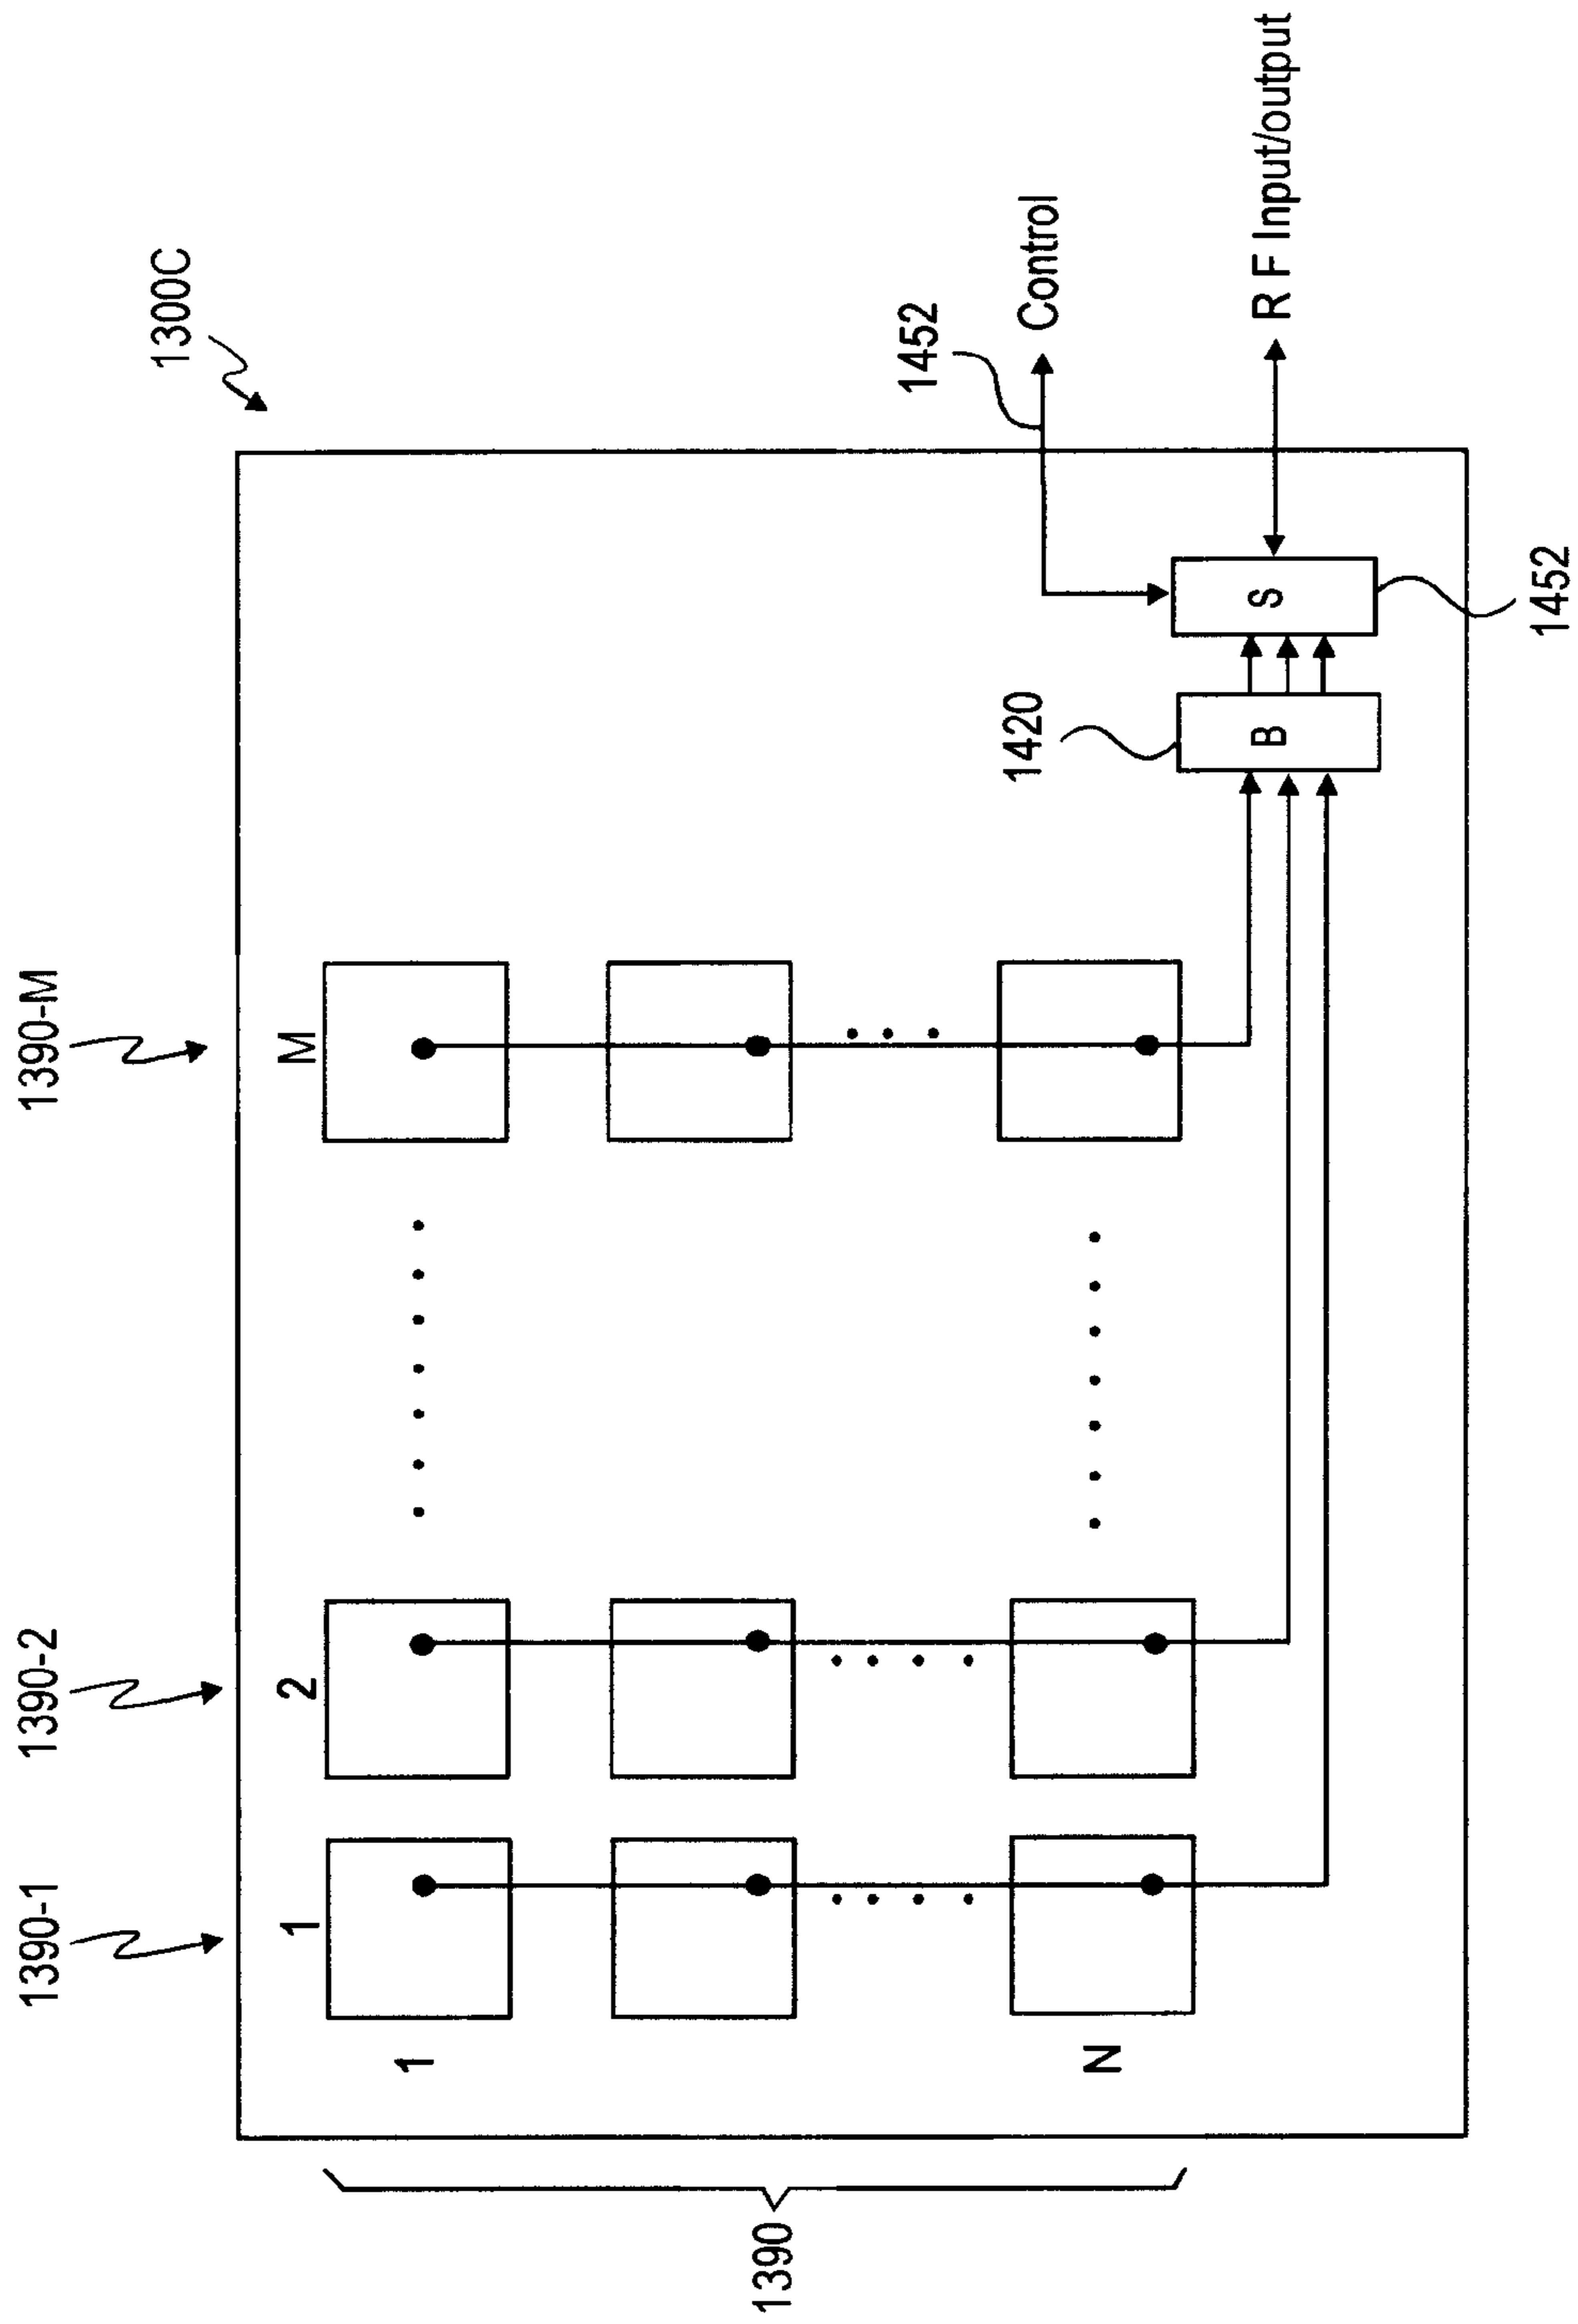 1300C
1390-1
1390-2
1390-M
1
2
M
1
N
1390
1420
B
S
1452
Control
1452
R F Input/output